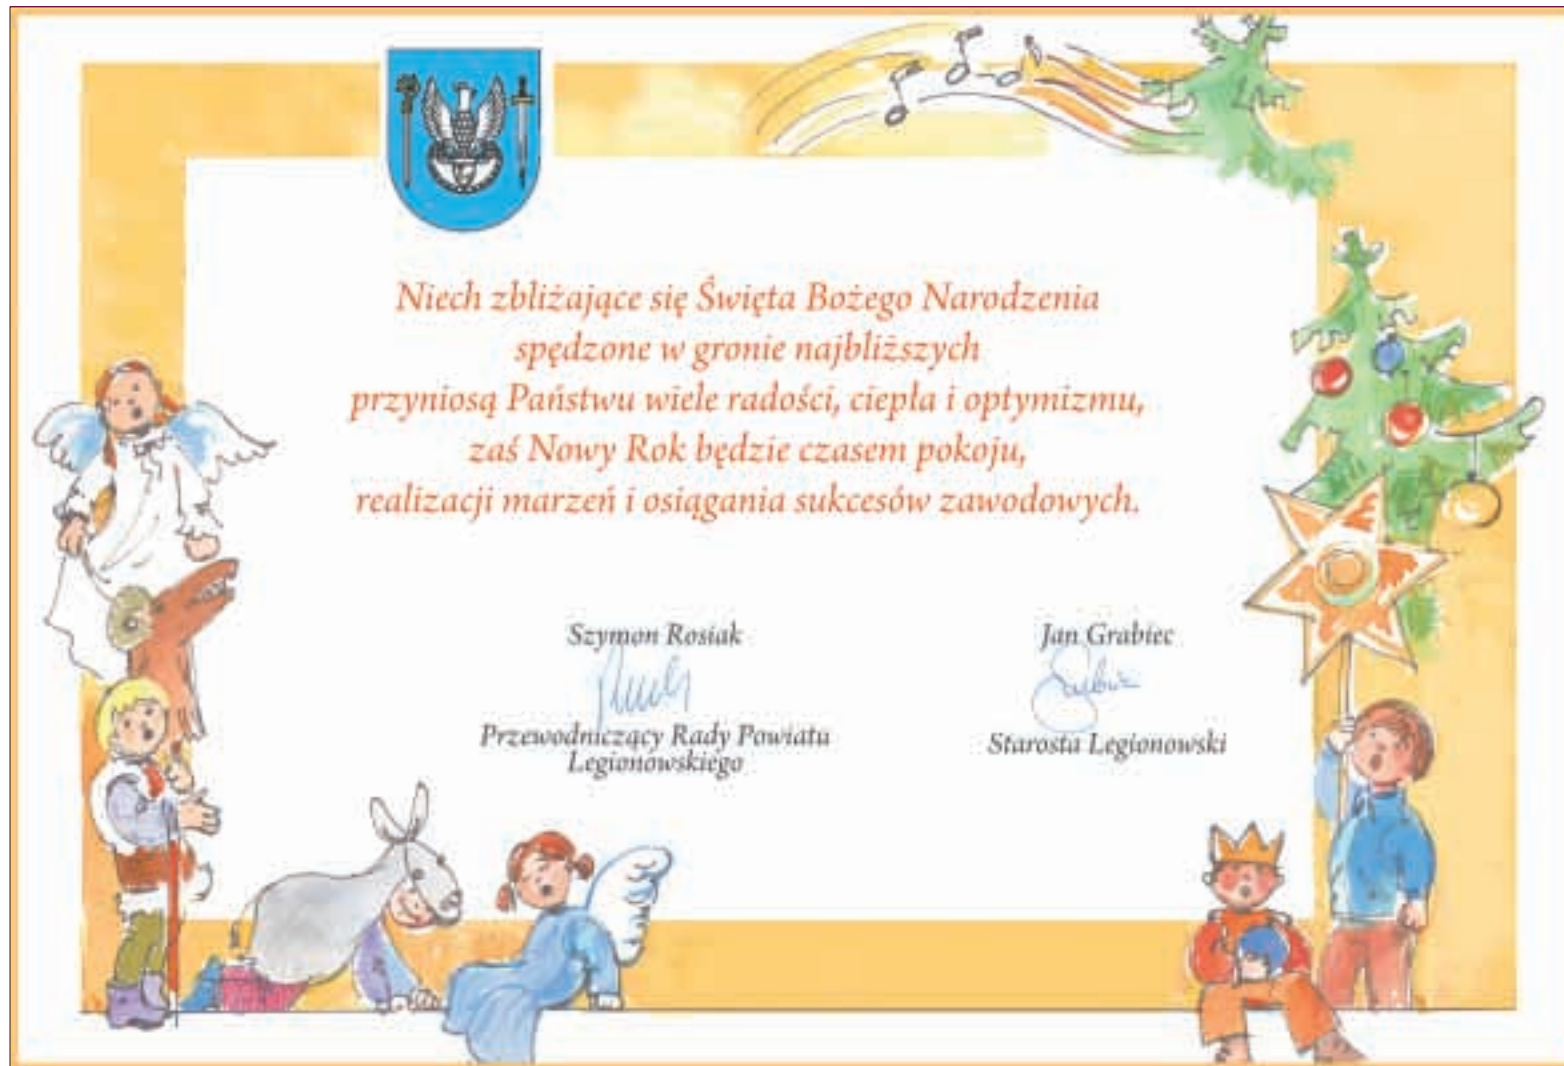 Niech zbliżające się Święta Bożego Narodzenia
spędzone w gronie najbliższych
przyniosą Państwu wiele radości, ciepła i optymizmu,
zaś Nowy Rok będzie czasem pokoju,
realizacji marzeń i osiągania sukcesów zawodowych.
Szymon Rosiak
Przewodniczący Rady Powiatu
Legionowskiego
Jan Grabiec
Starosta Legionowski